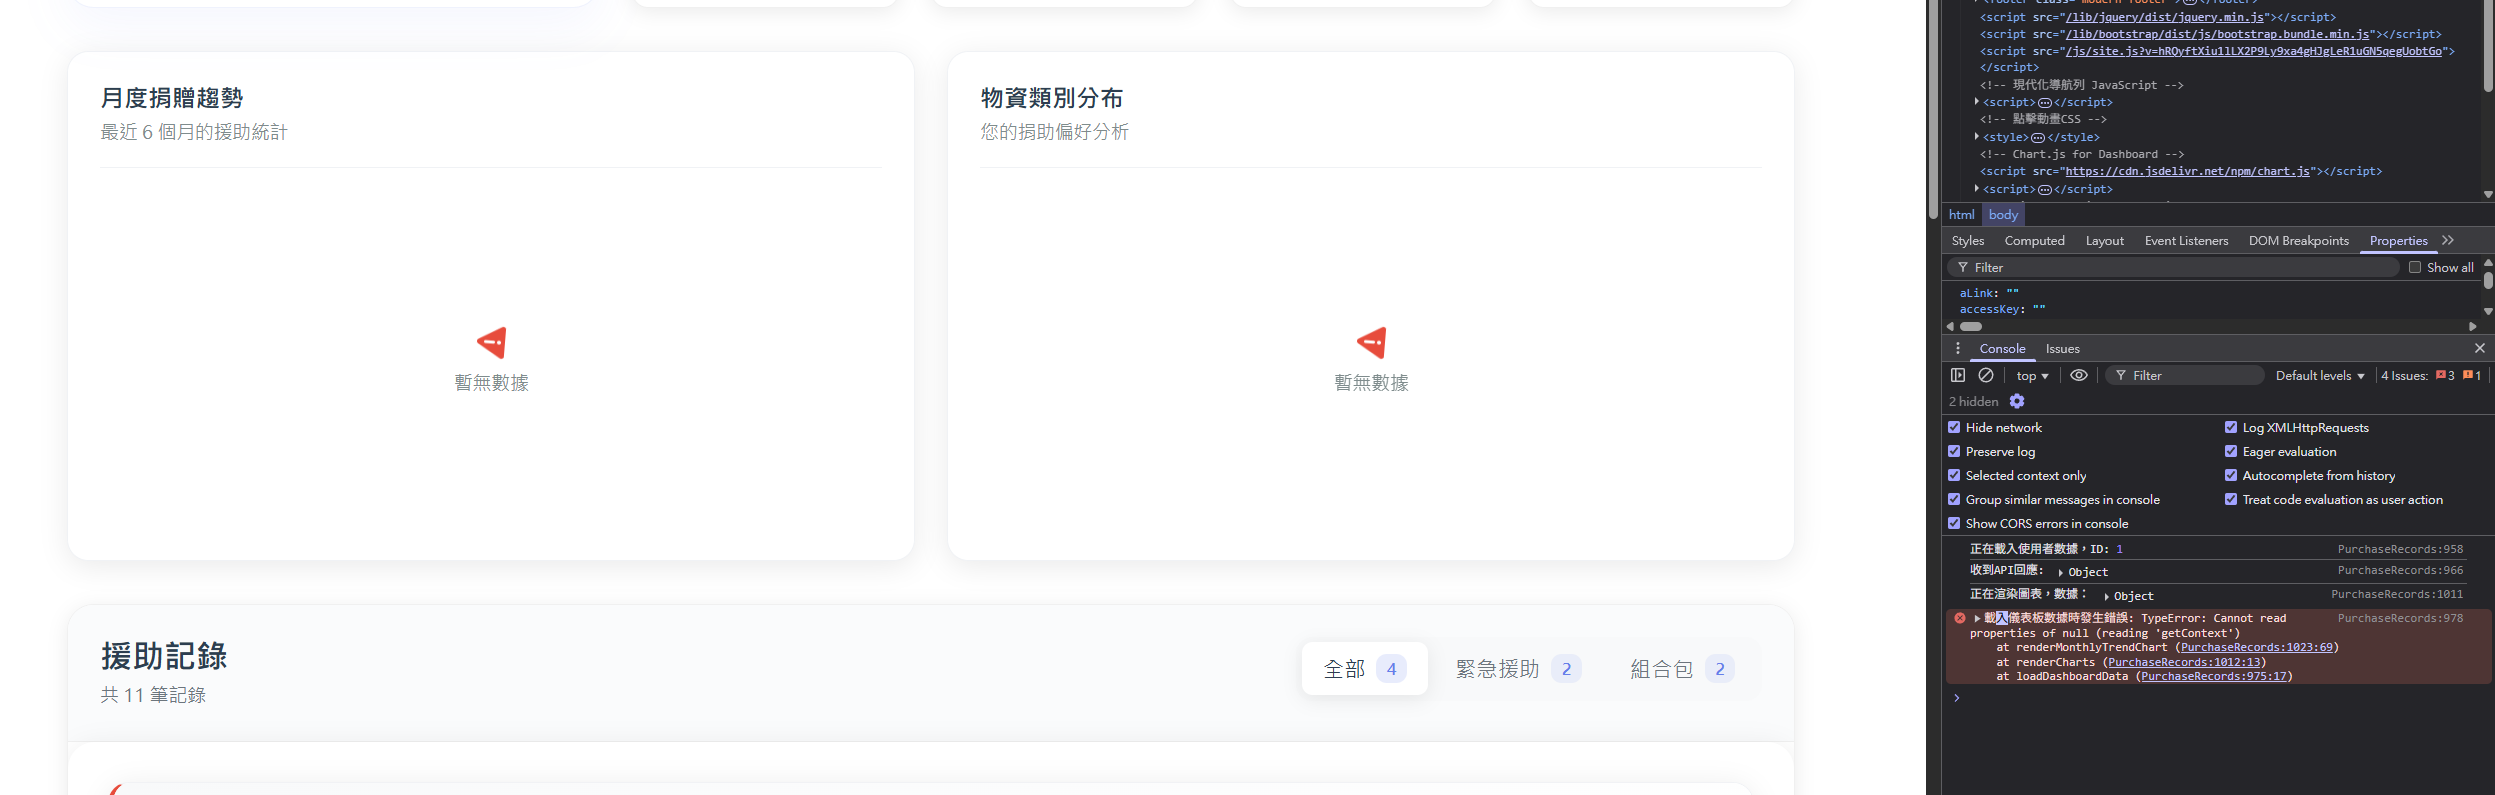 月度捐贈趨勢
最近 6 個月的援助統計
暫無數據
物資類別分布
您的捐助偏好分析
暫無數據
援助記錄
共 11 筆記錄
全部 4
緊急援助 2
組合包 2
<footer class="modern-footer"></footer>
<script src="/lib/jquery/dist/jquery.min.js"></script>
<script src="/lib/bootstrap/dist/js/bootstrap.bundle.min.js"></script>
<script src="/js/site.js?v=hRQyftXiu1lLX2P9Ly9xa4gHJgLeR1uGN5qegUobtGo">
</script>
<!-- 現代化導航列 JavaScript -->
<script></script>
<!-- 點擊動畫CSS -->
<style></style>
<!-- Chart.js for Dashboard -->
<script src="https://cdn.jsdelivr.net/npm/chart.js"></script>
<script></script>
html body
Styles Computed Layout Event Listeners DOM Breakpoints Properties
Filter Show all
aLink: ""
accessKey: ""
Console Issues
top Filter Default levels 4 Issues: 3 1
2 hidden
Hide network Log XMLHttpRequests
Preserve log Eager evaluation
Selected context only Autocomplete from history
Group similar messages in console Treat code evaluation as user action
Show CORS errors in console
正在載入使用者數據，ID: 1 PurchaseRecords:958
收到API回應: Object PurchaseRecords:966
正在渲染圖表，數據： Object PurchaseRecords:1011
載入儀表板數據時發生錯誤: TypeError: Cannot read PurchaseRecords:978
properties of null (reading 'getContext')
at renderMonthlyTrendChart (PurchaseRecords:1023:69)
at renderCharts (PurchaseRecords:1012:13)
at loadDashboardData (PurchaseRecords:975:17)